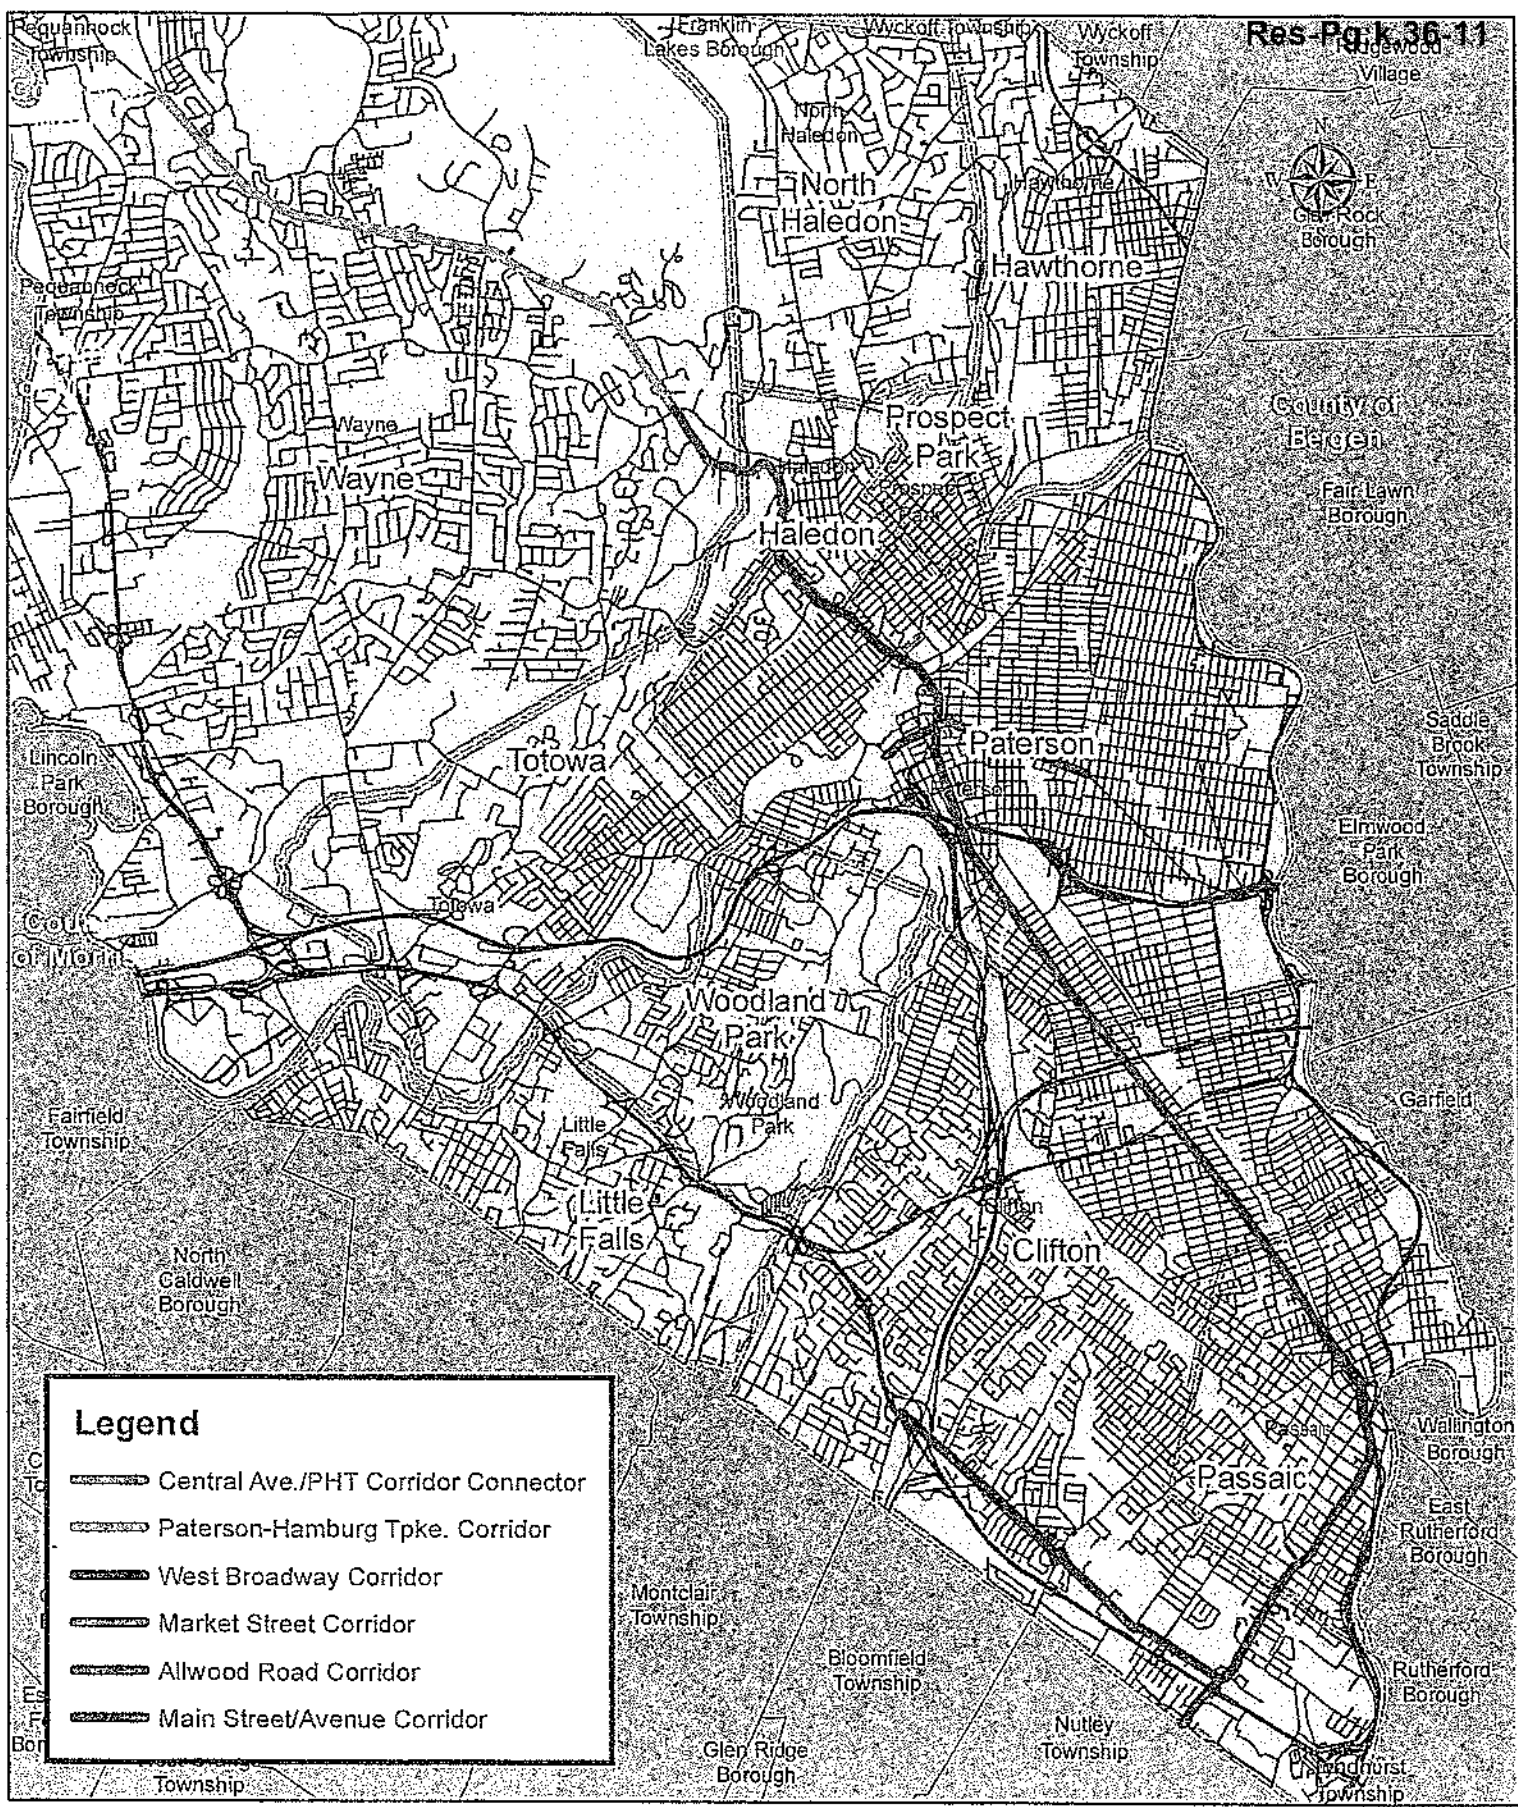 Pequannock
Township
Franklin
Lakes Borough
Wyckoff Township
Wyckoff
Township
Res-Pg:k.36-11
Ridgewood
Village
North
Haledon
N
W
E
Hawthorne
North
Haledon
Glen Rock
Borough
Hawthorne
Pequannock
Township
County of
Bergen
Prospect
Park
Wayne
Wayne
Haledon
Prospect
Park
Fair Lawn
Borough
Haledon
Saddle
Brook
Township
Paterson
Totowa
Lincoln
Park
Borough
Paterson
Elmwood
Park
Borough
Totowa
of Morris
Woodland
Park
Woodland
Park
Garfield
Fairfield
Township
Little
Falls
Little
Falls
Clifton
Clifton
North
Caldwell
Borough
Legend
Central Ave./PHT Corridor Connector
Paterson-Hamburg Tpke. Corridor
West Broadway Corridor
Market Street Corridor
Allwood Road Corridor
Main Street/Avenue Corridor
Passaic
Passaic
Wallington
Borough
East
Rutherford
Borough
Montclair
Township
Bloomfield
Township
Rutherford
Borough
Nutley
Township
Glen Ridge
Borough
Lyndhurst
Township
Township